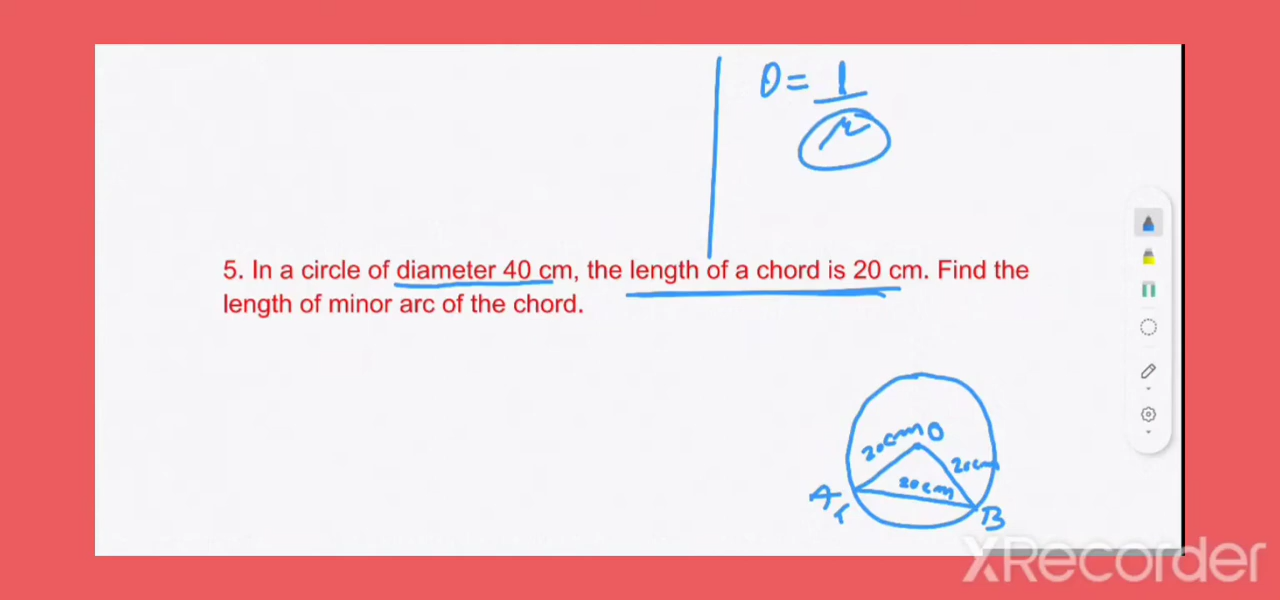 θ = 1
r
5. In a circle of diameter 40 cm, the length of a chord is 20 cm. Find the
length of minor arc of the chord.
20cm O
20cm
20cm
A
B
XRecorder